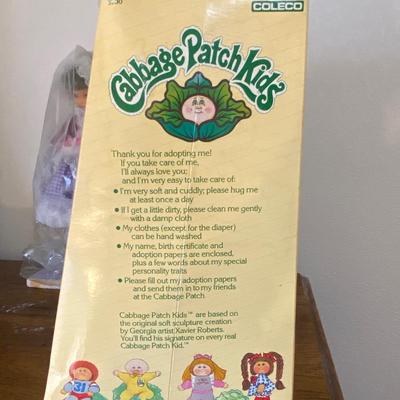 COLECO
Cabbage Patch Kids
Thank you for adopting me!
If you take care of me,
I'll always love you;
and I'm very easy to take care of:
• I'm very soft and cuddly; please hug me
at least once a day
• If I get a little dirty, please clean me gently
with a damp cloth
• My clothes (except for the diaper)
can be hand washed
• My name, birth certificate and
adoption papers are enclosed,
plus a few words about my special
personality traits
• Please fill out my adoption papers
and send them in to my friends
at the Cabbage Patch
Cabbage Patch Kids™ are based on
the original soft sculpture creation
by Georgia artist Xavier Roberts.
You'll find his signature on every real
Cabbage Patch Kid.™
31